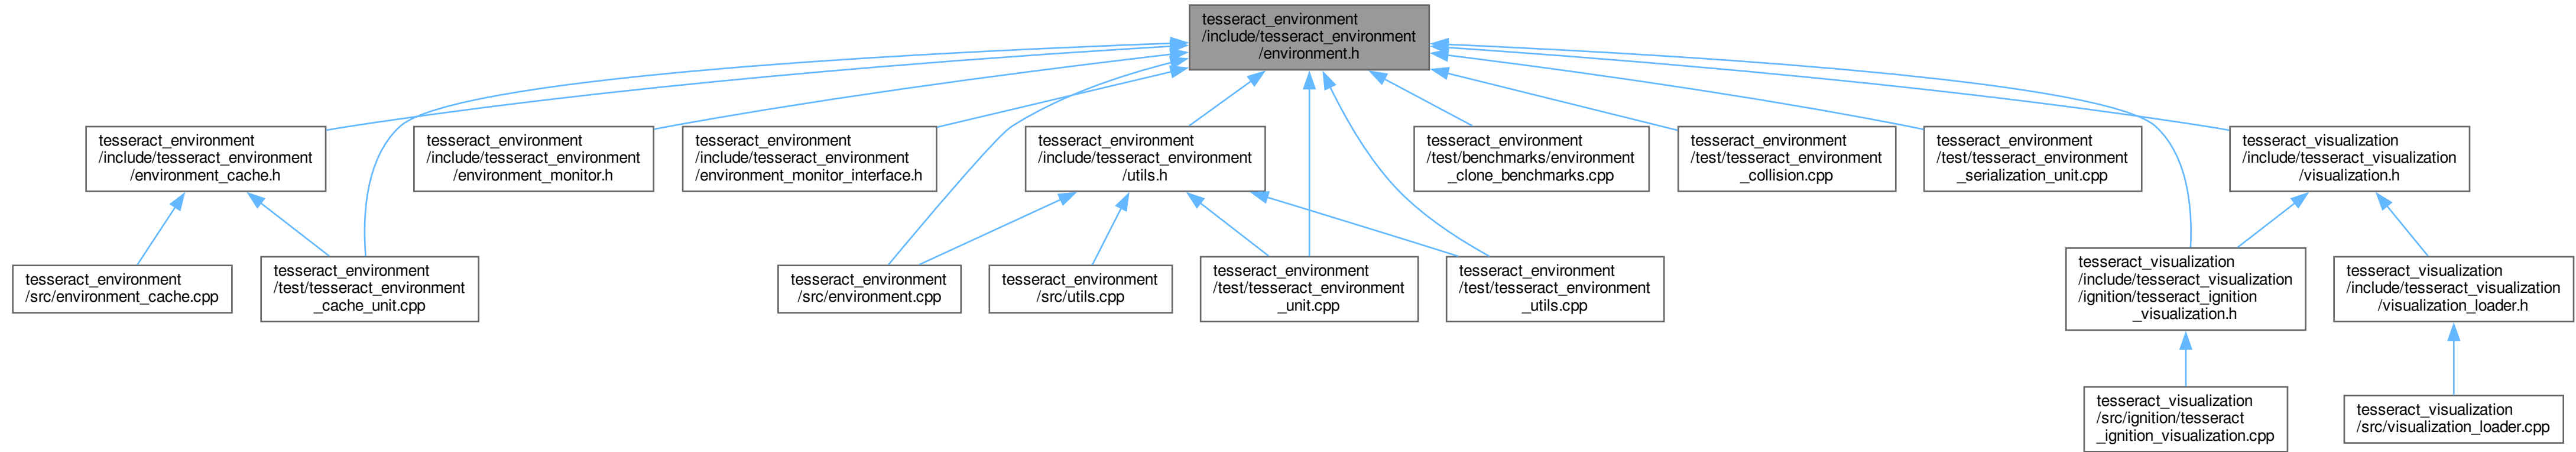 tesseract_environment
/include/tesseract_environment
/environment.h
tesseract_environment
/include/tesseract_environment
/environment_cache.h
tesseract_environment
/include/tesseract_environment
/environment_monitor.h
tesseract_environment
/include/tesseract_environment
/environment_monitor_interface.h
tesseract_environment
/include/tesseract_environment
/utils.h
tesseract_environment
/test/benchmarks/environment
_clone_benchmarks.cpp
tesseract_environment
/test/tesseract_environment
_collision.cpp
tesseract_environment
/test/tesseract_environment
_serialization_unit.cpp
tesseract_visualization
/include/tesseract_visualization
/visualization.h
tesseract_environment
/src/environment_cache.cpp
tesseract_environment
/test/tesseract_environment
_cache_unit.cpp
tesseract_environment
/src/environment.cpp
tesseract_environment
/src/utils.cpp
tesseract_environment
/test/tesseract_environment
_unit.cpp
tesseract_environment
/test/tesseract_environment
_utils.cpp
tesseract_visualization
/include/tesseract_visualization
/ignition/tesseract_ignition
_visualization.h
tesseract_visualization
/include/tesseract_visualization
/visualization_loader.h
tesseract_visualization
/src/ignition/tesseract
_ignition_visualization.cpp
tesseract_visualization
/src/visualization_loader.cpp